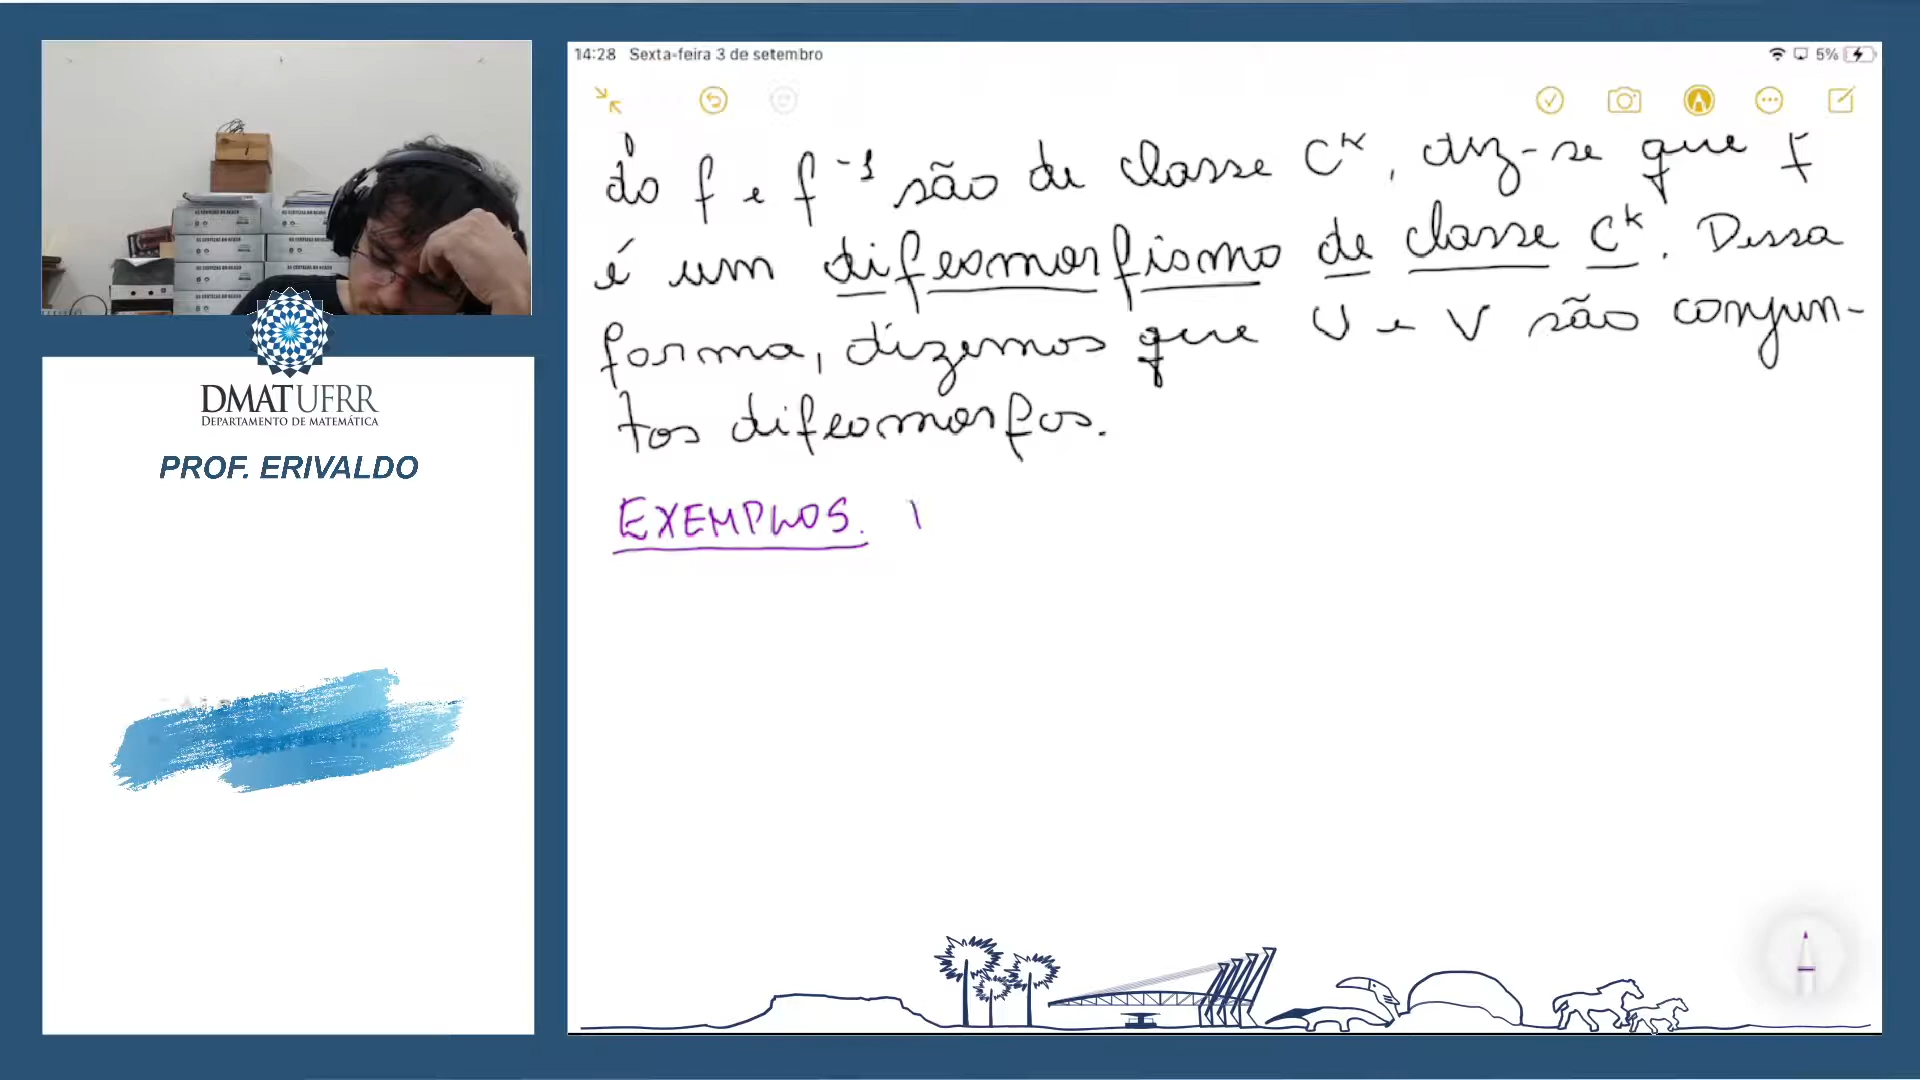 14:28 Sexta-feira 3 de setembro
5%
do f e f⁻¹ são de classe Cᵏ, diz-se que f
é um difeomorfismo de classe Cᵏ. Dessa
forma, dizemos que U e V são conjun-
tos difeomorfos.
EXEMPLOS.
DMATUFRR
DEPARTAMENTO DE MATEMÁTICA
PROF. ERIVALDO